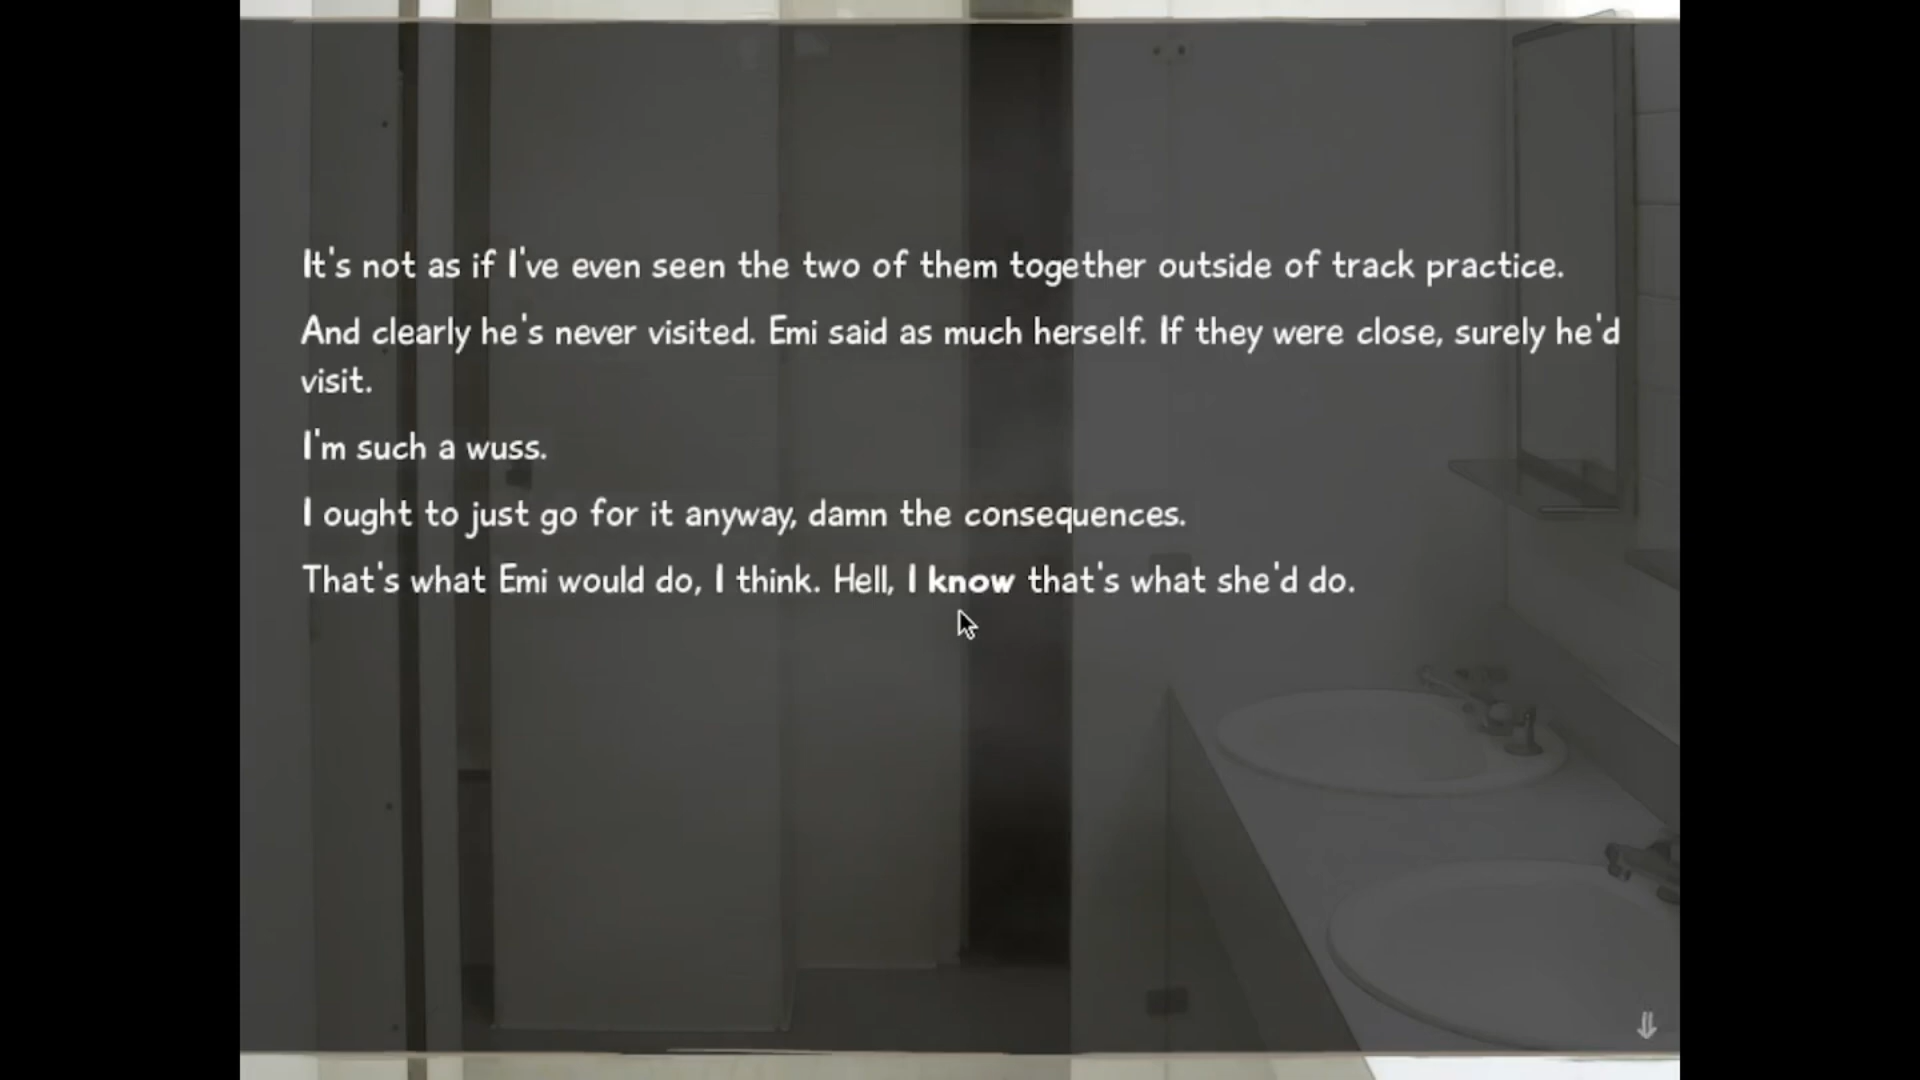 It's not as if I've even seen the two of them together outside of track practice.
And clearly he's never visited. Emi said as much herself. If they were close, surely he'd
visit.
I'm such a wuss.
I ought to just go for it anyway, damn the consequences.
That's what Emi would do, I think. Hell, I know that's what she'd do.